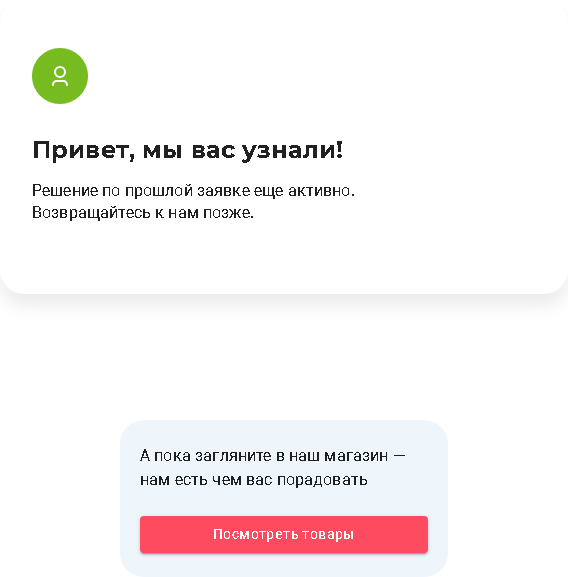 Привет, мы вас узнали!
Решение по прошлой заявке еще активно.
Возвращайтесь к нам позже.
А пока загляните в наш магазин —
нам есть чем вас порадовать
Посмотреть товары